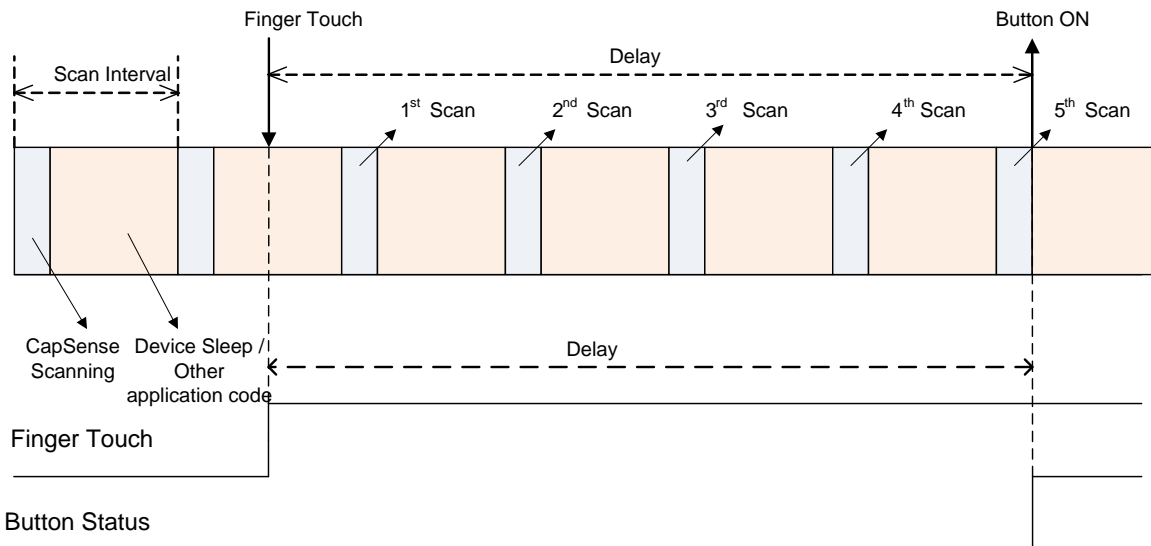 Finger Touch
Button ON
Scan Interval
Delay
1st Scan
2nd Scan
3rd Scan
4th Scan
5th Scan
CapSense
Scanning
Device Sleep /
Other
application code
Delay
Finger Touch
Button Status